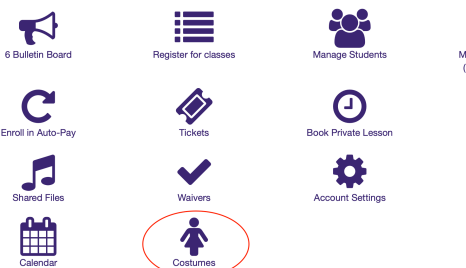 6 Bulletin Board
Register for classes
Manage Students
M
(
Enroll in Auto-Pay
Tickets
Book Private Lesson
Shared Files
Waivers
Account Settings
Calendar
Costumes